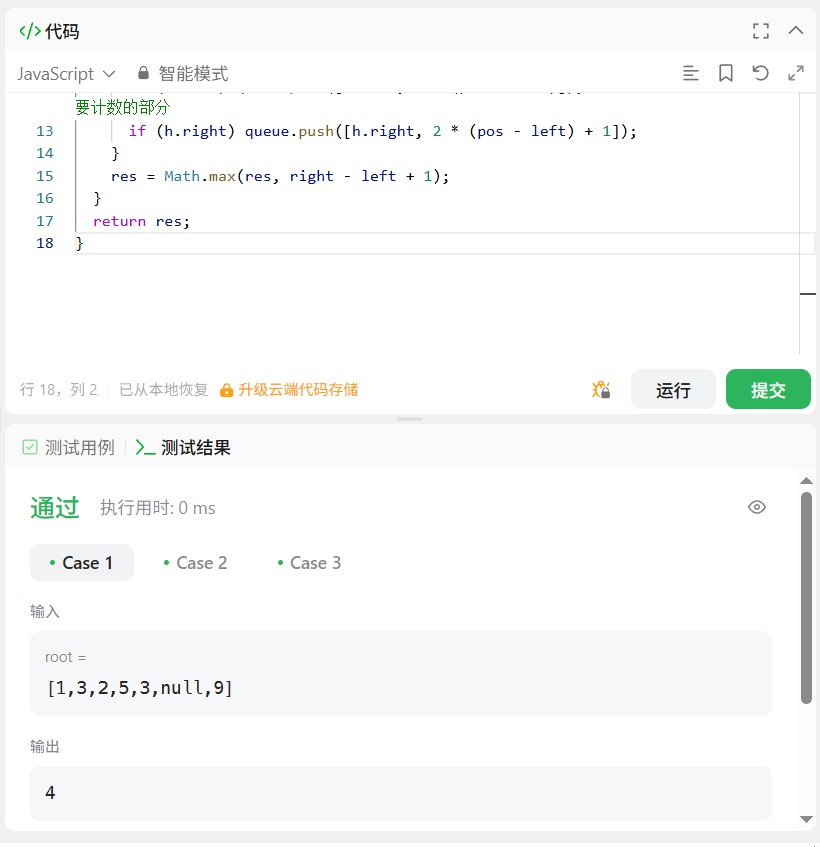 </> 代码
JavaScript 智能模式
要计数的部分
13 if (h.right) queue.push([h.right, 2 * (pos - left) + 1]);
14 }
15 res = Math.max(res, right - left + 1);
16 }
17 return res;
18 }
行 18，列 2 已从本地恢复 升级云端代码存储 运行 提交
测试用例 >_ 测试结果
通过 执行用时: 0 ms
• Case 1 • Case 2 • Case 3
输入
root =
[1,3,2,5,3,null,9]
输出
4